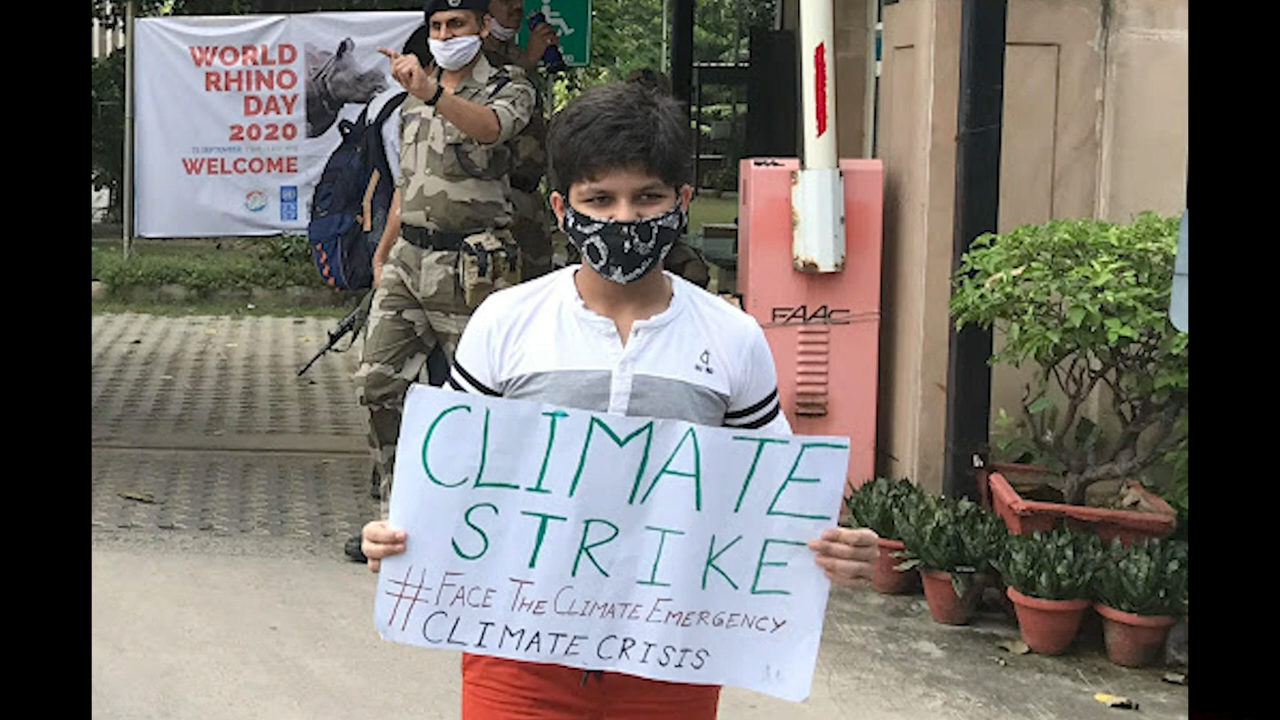 WORLD
RHINO
DAY
2020
WELCOME
FAAC
CLIMATE
STRIKE
#FACE THE CLIMATE EMERGENCY
CLIMATE CRISIS